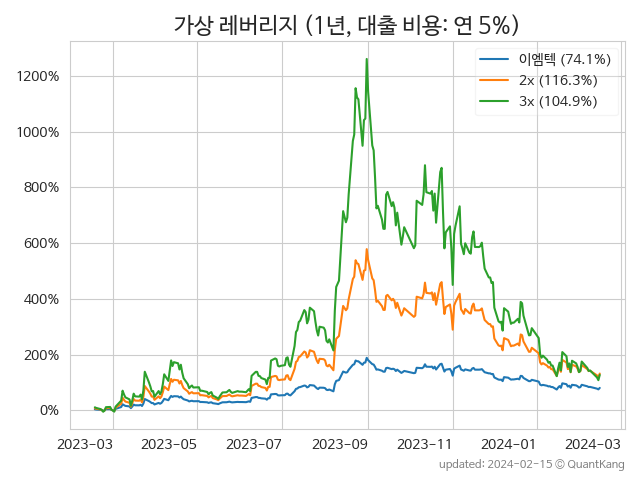 가상 레버리지 (1년, 대출 비용: 연 5%)
이엠텍 (74.1%)
2x (116.3%)
3x (104.9%)
1200%
1000%
800%
600%
400%
200%
0%
2023-03 2023-05 2023-07 2023-09 2023-11 2024-01 2024-03
updated: 2024-02-15 © QuantKang